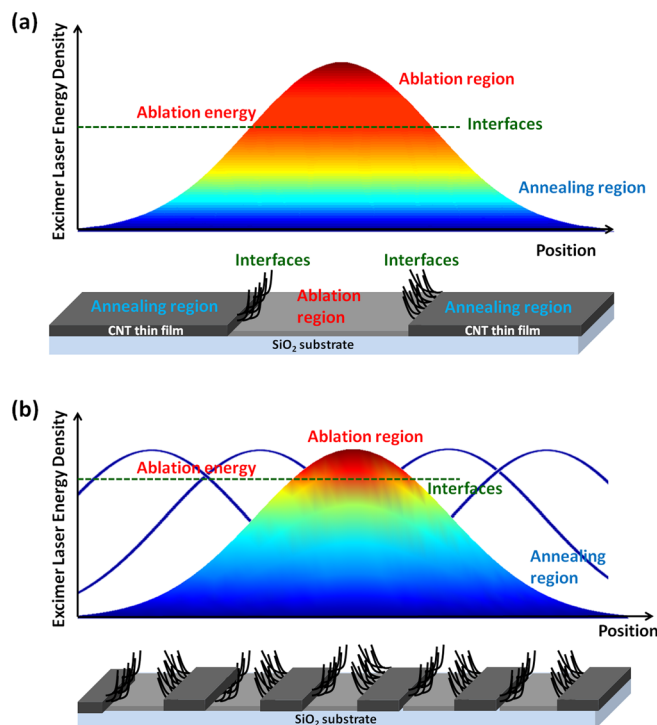 (a)
Excimer Laser Energy Density
Ablation region
Ablation energy
Interfaces
Annealing region
Position
Interfaces
Interfaces
Annealing region
Ablation
region
Annealing region
CNT thin film
CNT thin film
SiO₂ substrate
(b)
Excimer Laser Energy Density
Ablation region
Ablation energy
Interfaces
Annealing
region
Position
SiO₂ substrate